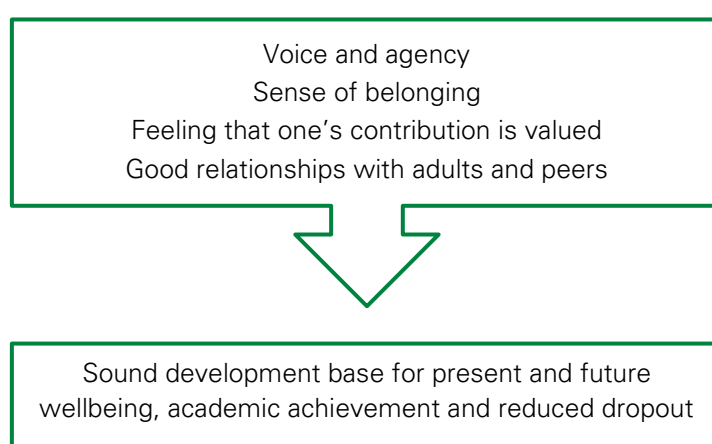 Voice and agency
Sense of belonging
Feeling that one’s contribution is valued
Good relationships with adults and peers
Sound development base for present and future
wellbeing, academic achievement and reduced dropout